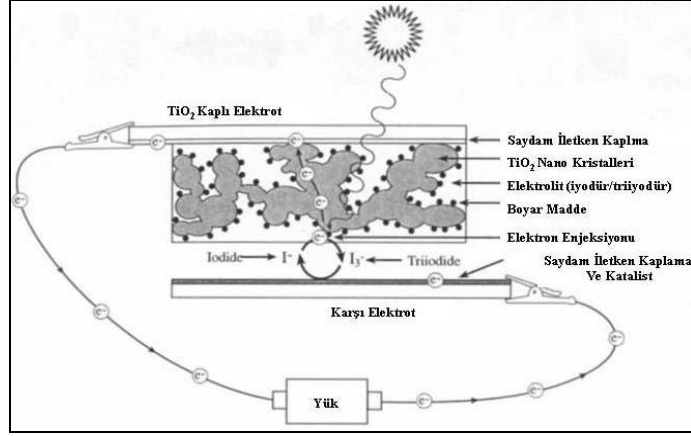 TiO₂ Kaplı Elektrot
Saydam İletken Kaplma
TiO₂ Nano Kristalleri
Elektrolit (iyodür/triiyodür)
Boyar Madde
Elektron Enjeksiyonu
Iodide
I⁻
I₃⁻
Triiodide
Saydam İletken Kaplama
Ve Katalist
Karşı Elektrot
Yük
e⁻
e⁻
e⁻
e⁻
e⁻
e⁻
e⁻
e⁻
e⁻
e⁻
e⁻
e⁻
e⁻